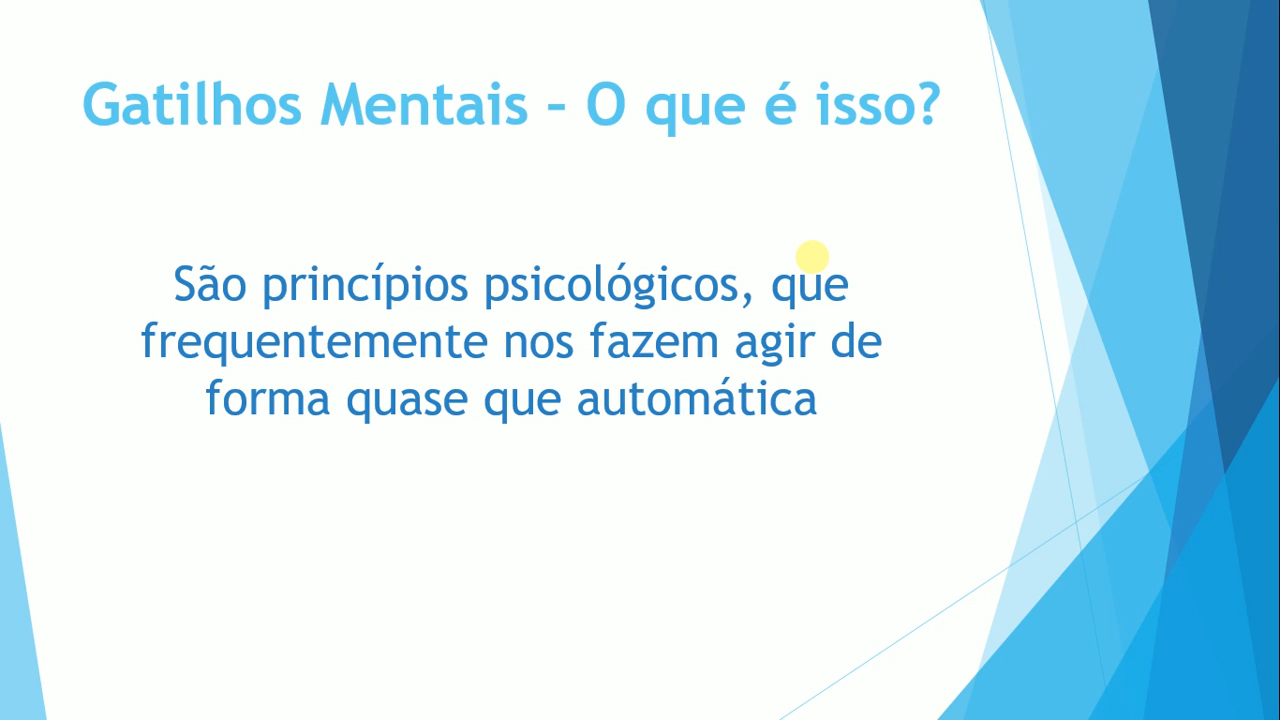 Gatilhos Mentais – O que é isso?
São princípios psicológicos, que
frequentemente nos fazem agir de
forma quase que automática